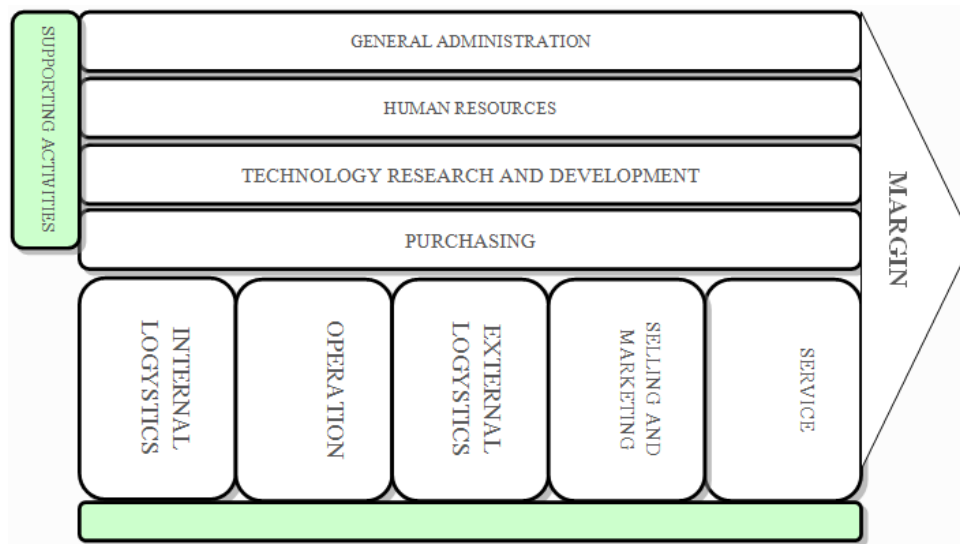 SUPPORTING ACTIVITIES
GENERAL ADMINISTRATION
HUMAN RESOURCES
TECHNOLOGY RESEARCH AND DEVELOPMENT
PURCHASING
INTERNAL
LOGYSTICS
OPERATION
EXTERNAL
LOGYSTICS
SELLING AND
MARKETING
SERVICE
MARGIN